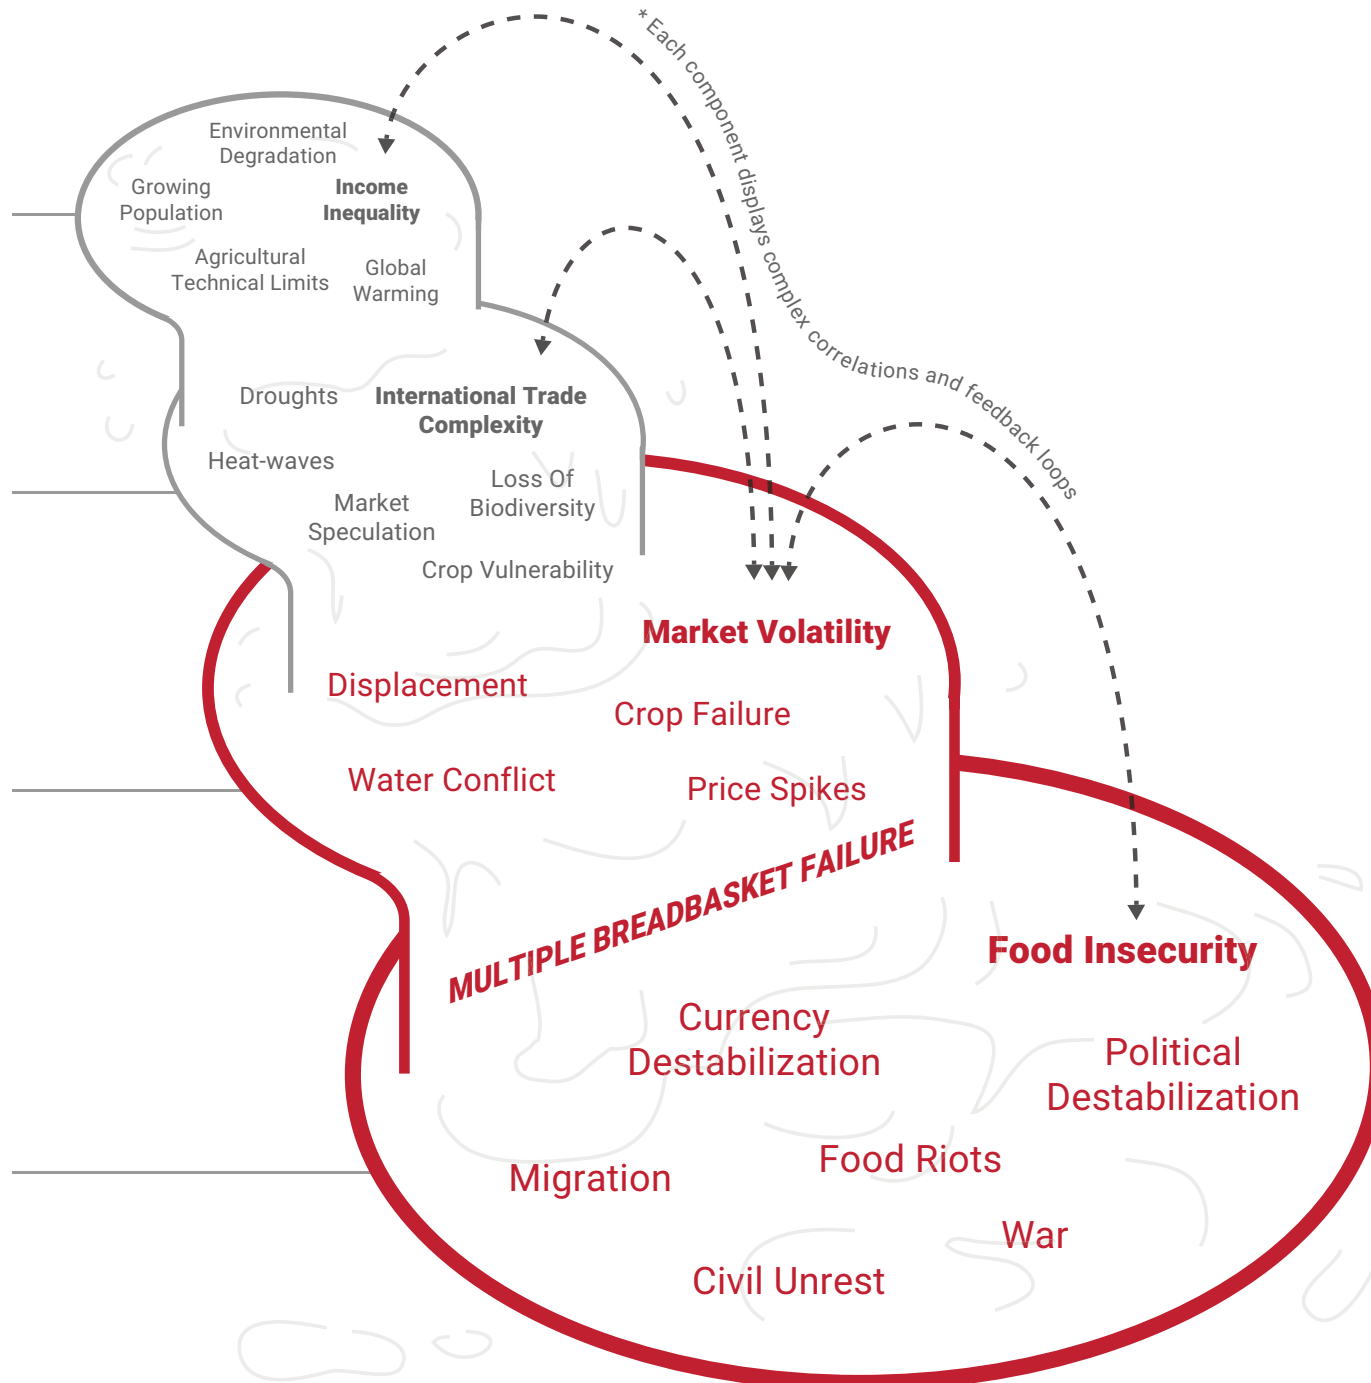 * Each component displays complex correlations and feedback loops
Environmental
Degradation
Growing
Population
Income
Inequality
Agricultural
Technical Limits
Global
Warming
Droughts
International Trade
Complexity
Heat-waves
Loss Of
Biodiversity
Market
Speculation
Crop Vulnerability
Market Volatility
Displacement
Crop Failure
Water Conflict
Price Spikes
MULTIPLE BREADBASKET FAILURE
Food Insecurity
Currency
Destabilization
Political
Destabilization
Food Riots
Migration
War
Civil Unrest